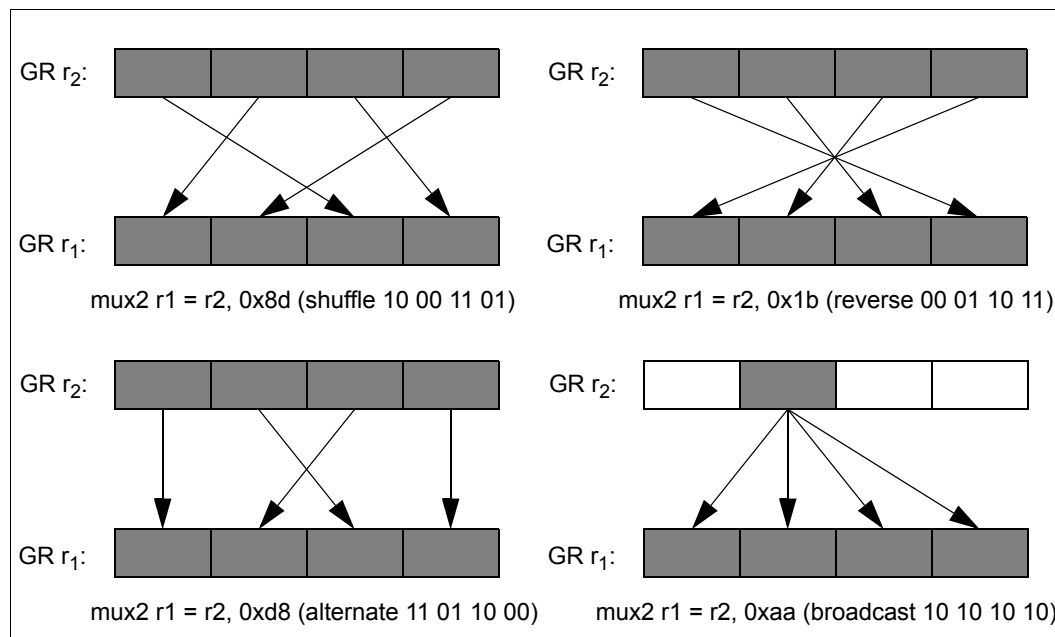 GR r2:
GR r1:
mux2 r1 = r2, 0x8d (shuffle 10 00 11 01)
GR r2:
GR r1:
mux2 r1 = r2, 0x1b (reverse 00 01 10 11)
GR r2:
GR r1:
mux2 r1 = r2, 0xd8 (alternate 11 01 10 00)
GR r2:
GR r1:
mux2 r1 = r2, 0xaa (broadcast 10 10 10 10)